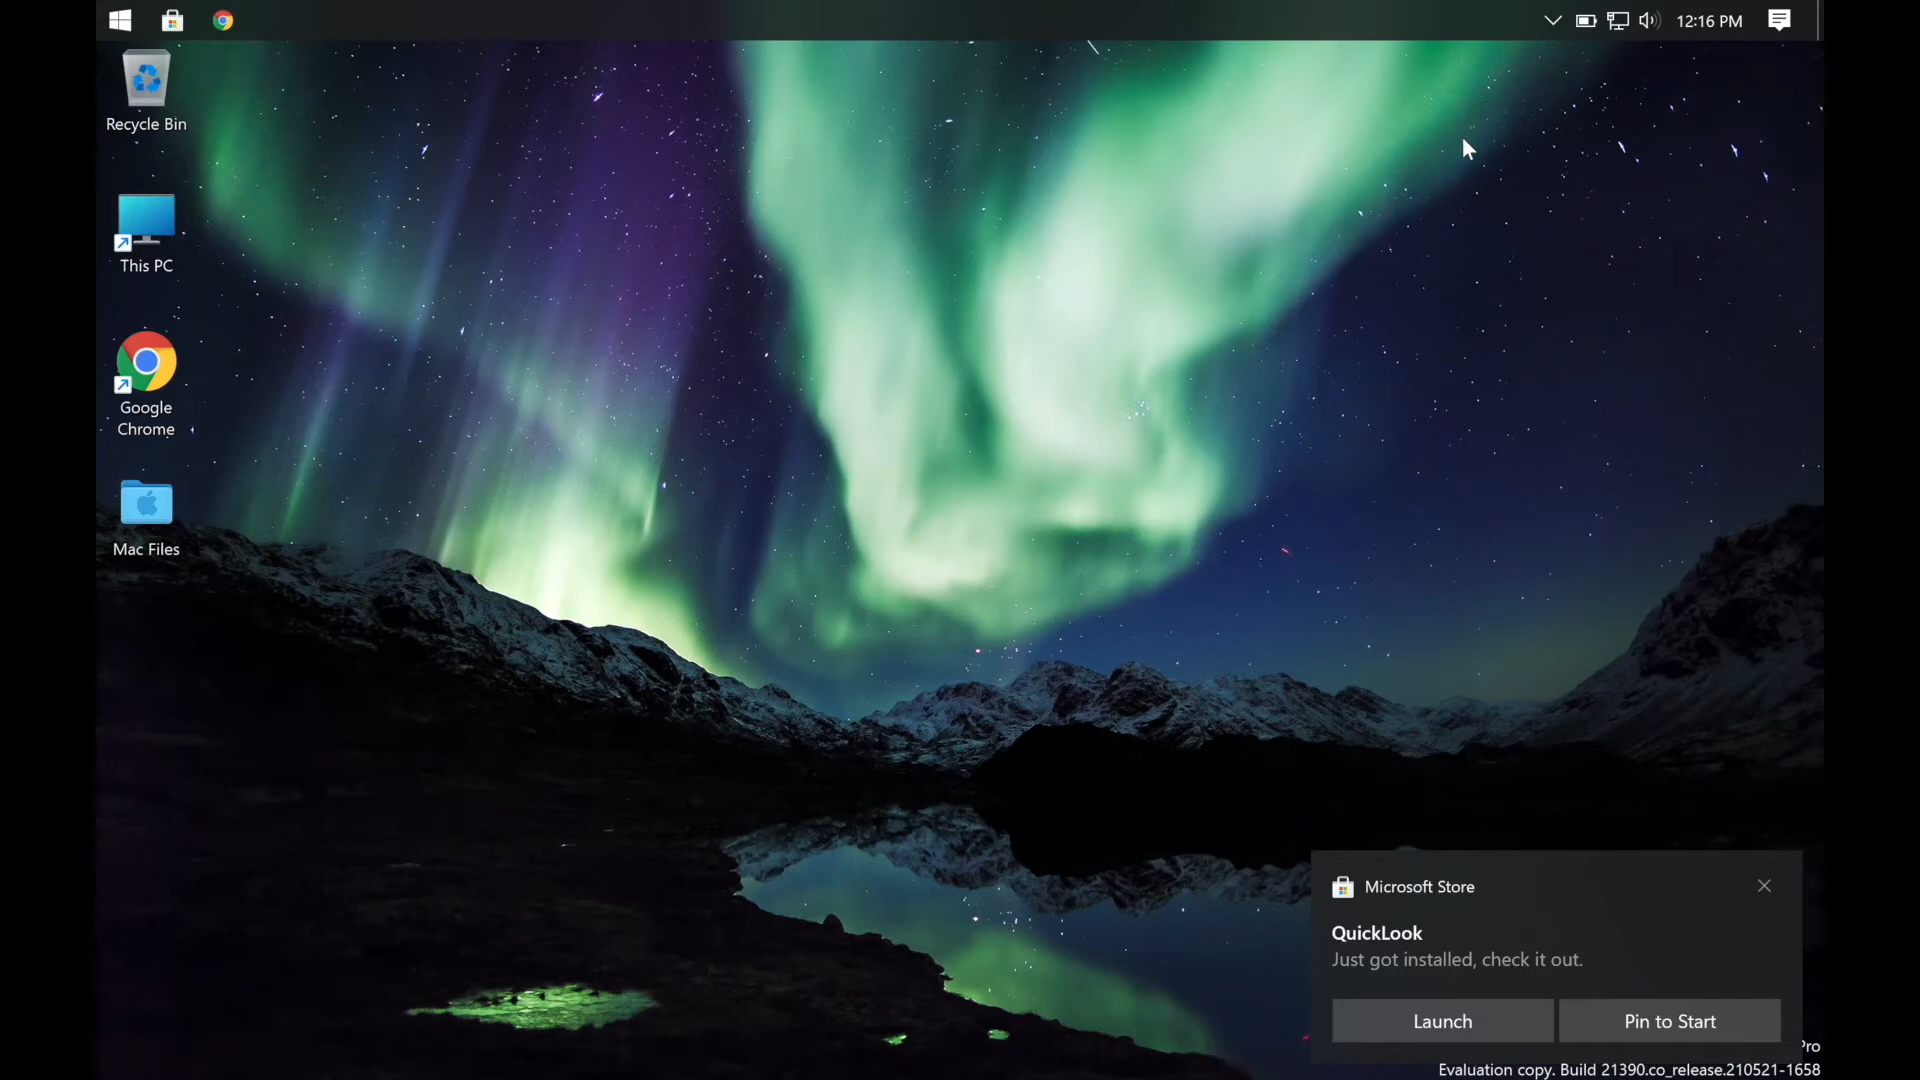 12:16 PM
Recycle Bin
This PC
Google
Chrome
Mac Files
Microsoft Store
QuickLook
Just got installed, check it out.
Launch
Pin to Start
Pro
Evaluation copy. Build 21390.co_release.210521-1658